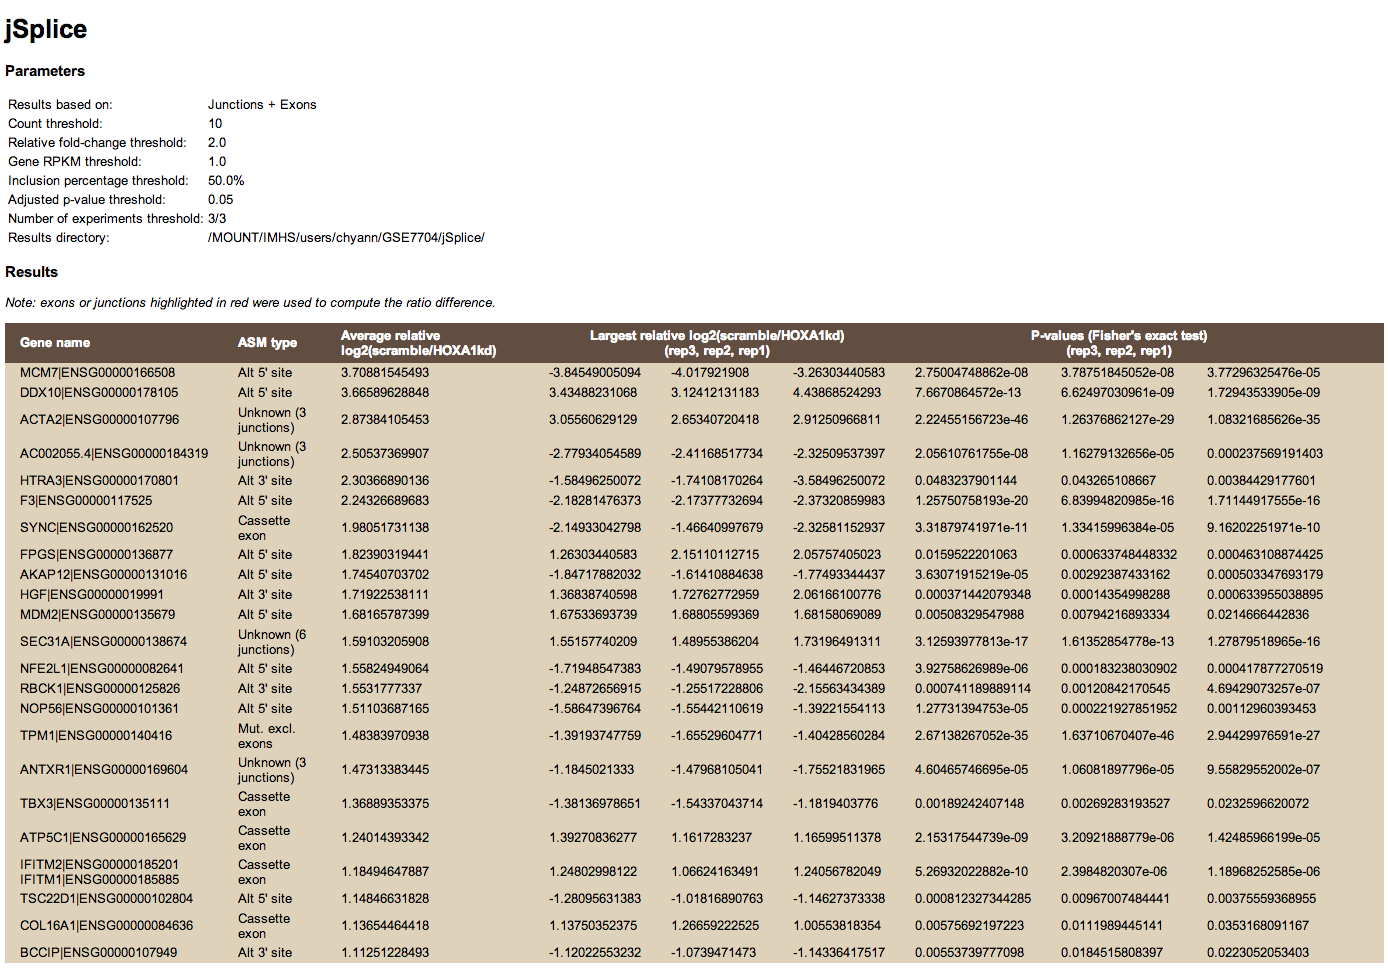 jSplice
Parameters
Results based on: Junctions + Exons
Count threshold: 10
Relative fold-change threshold: 2.0
Gene RPKM threshold: 1.0
Inclusion percentage threshold: 50.0%
Adjusted p-value threshold: 0.05
Number of experiments threshold: 3/3
Results directory: /MOUNT/IMHS/users/chyann/GSE7704/jSplice/
Results
Note: exons or junctions highlighted in red were used to compute the ratio difference.
Gene name ASM type Average relative log2(scramble/HOXA1kd) Largest relative log2(scramble/HOXA1kd) (rep3, rep2, rep1) P-values (Fisher's exact test) (rep3, rep2, rep1)
MCM7|ENSG00000166508 Alt 5' site 3.70881545493 -3.84549005094 -4.017921908 -3.26303440583 2.75004748862e-08 3.78751845052e-08 3.77296325476e-05
DDX10|ENSG00000178105 Alt 5' site 3.66589628848 3.43488231068 3.12412131183 4.43868524293 7.6670864572e-13 6.62497030961e-09 1.72943533905e-09
ACTA2|ENSG00000107796 Unknown (3 junctions) 2.87384105453 3.05560629129 2.65340720418 2.91250966811 2.22455156723e-46 1.26376862127e-29 1.08321685626e-35
AC002055.4|ENSG00000184319 Unknown (3 junctions) 2.50537369907 -2.77934054589 -2.41168517734 -2.32509537397 2.05610761755e-08 1.16279132656e-05 0.000237569191403
HTRA3|ENSG00000170801 Alt 3' site 2.30366890136 -1.58496250072 -1.74108170264 -3.58496250072 0.0483237901144 0.043265108667 0.00384429177601
F3|ENSG00000117525 Alt 5' site 2.24326689683 -2.18281476373 -2.17377732694 -2.37320859983 1.25750758193e-20 6.83994820985e-16 1.71144917555e-16
SYNC|ENSG00000162520 Cassette exon 1.98051731138 -2.14933042798 -1.46640997679 -2.32581152937 3.31879741971e-11 1.33415996384e-05 9.16202251971e-10
FPGS|ENSG00000136877 Alt 5' site 1.82390319441 1.26303440583 2.15110112715 2.05757405023 0.0159522201063 0.000633748448332 0.000463108874425
AKAP12|ENSG00000131016 Alt 5' site 1.74540703702 -1.84717882032 -1.61410884638 -1.77493344437 3.63071915219e-05 0.00292387433162 0.000503347693179
HGF|ENSG00000019991 Alt 3' site 1.71922538111 1.36838740598 1.72762772959 2.06166100776 0.000371442079348 0.00014354998288 0.000633955038895
MDM2|ENSG00000135679 Alt 5' site 1.68165787399 1.67533693739 1.68805599369 1.68158069089 0.00508329547988 0.00794216893334 0.0214666442836
SEC31A|ENSG00000138674 Unknown (6 junctions) 1.59103205908 1.55157740209 1.48955386204 1.73196491311 3.12593977813e-17 1.61352854778e-13 1.27879518965e-16
NFE2L1|ENSG00000082641 Alt 5' site 1.55824949064 -1.71948547383 -1.49079578955 -1.46446720853 3.92758626989e-06 0.000183238030902 0.000417877270519
RBCK1|ENSG00000125826 Alt 3' site 1.5531777337 -1.24872656915 -1.25517228806 -2.15563434389 0.000741189889114 0.00120842170545 4.69429073257e-07
NOP56|ENSG00000101361 Alt 5' site 1.51103687165 -1.58647396764 -1.55442110619 -1.39221554113 1.27731394753e-05 0.000221927851952 0.00112960393453
TPM1|ENSG00000140416 Mut. excl. exons 1.48383970938 -1.39193747759 -1.65529604771 -1.40428560284 2.67138267052e-35 1.63710670407e-46 2.94429976591e-27
ANTXR1|ENSG00000169604 Unknown (3 junctions) 1.47313383445 -1.1845021333 -1.47968105041 -1.75521831965 4.60465746695e-05 1.06081897796e-05 9.55829552002e-07
TBX3|ENSG00000135111 Cassette exon 1.36889353375 -1.38136978651 -1.54337043714 -1.1819403776 0.00189242407148 0.00269283193527 0.0232596620072
ATP5C1|ENSG00000165629 Cassette exon 1.24014393342 1.39270836277 1.1617283237 1.16599511378 2.15317544739e-09 3.20921888779e-06 1.42485966199e-05
IFITM2|ENSG00000185201 IFITM1|ENSG00000185885 Cassette exon 1.18494647887 1.24802998122 1.06624163491 1.24056782049 5.26932022882e-10 2.3984820307e-06 1.18968252585e-06
TSC22D1|ENSG00000102804 Alt 5' site 1.14846631828 -1.28095631383 -1.01816890763 -1.14627373338 0.000812327344285 0.00967007484441 0.00375559368955
COL16A1|ENSG00000084636 Cassette exon 1.13654464418 1.13750352375 1.26659222525 1.00553818354 0.00575692197223 0.0111989445141 0.0353168091167
BCCIP|ENSG00000107949 Alt 3' site 1.11251228493 -1.12022553232 -1.0739471473 -1.14336417517 0.00553739777098 0.0184515808397 0.0223052053403